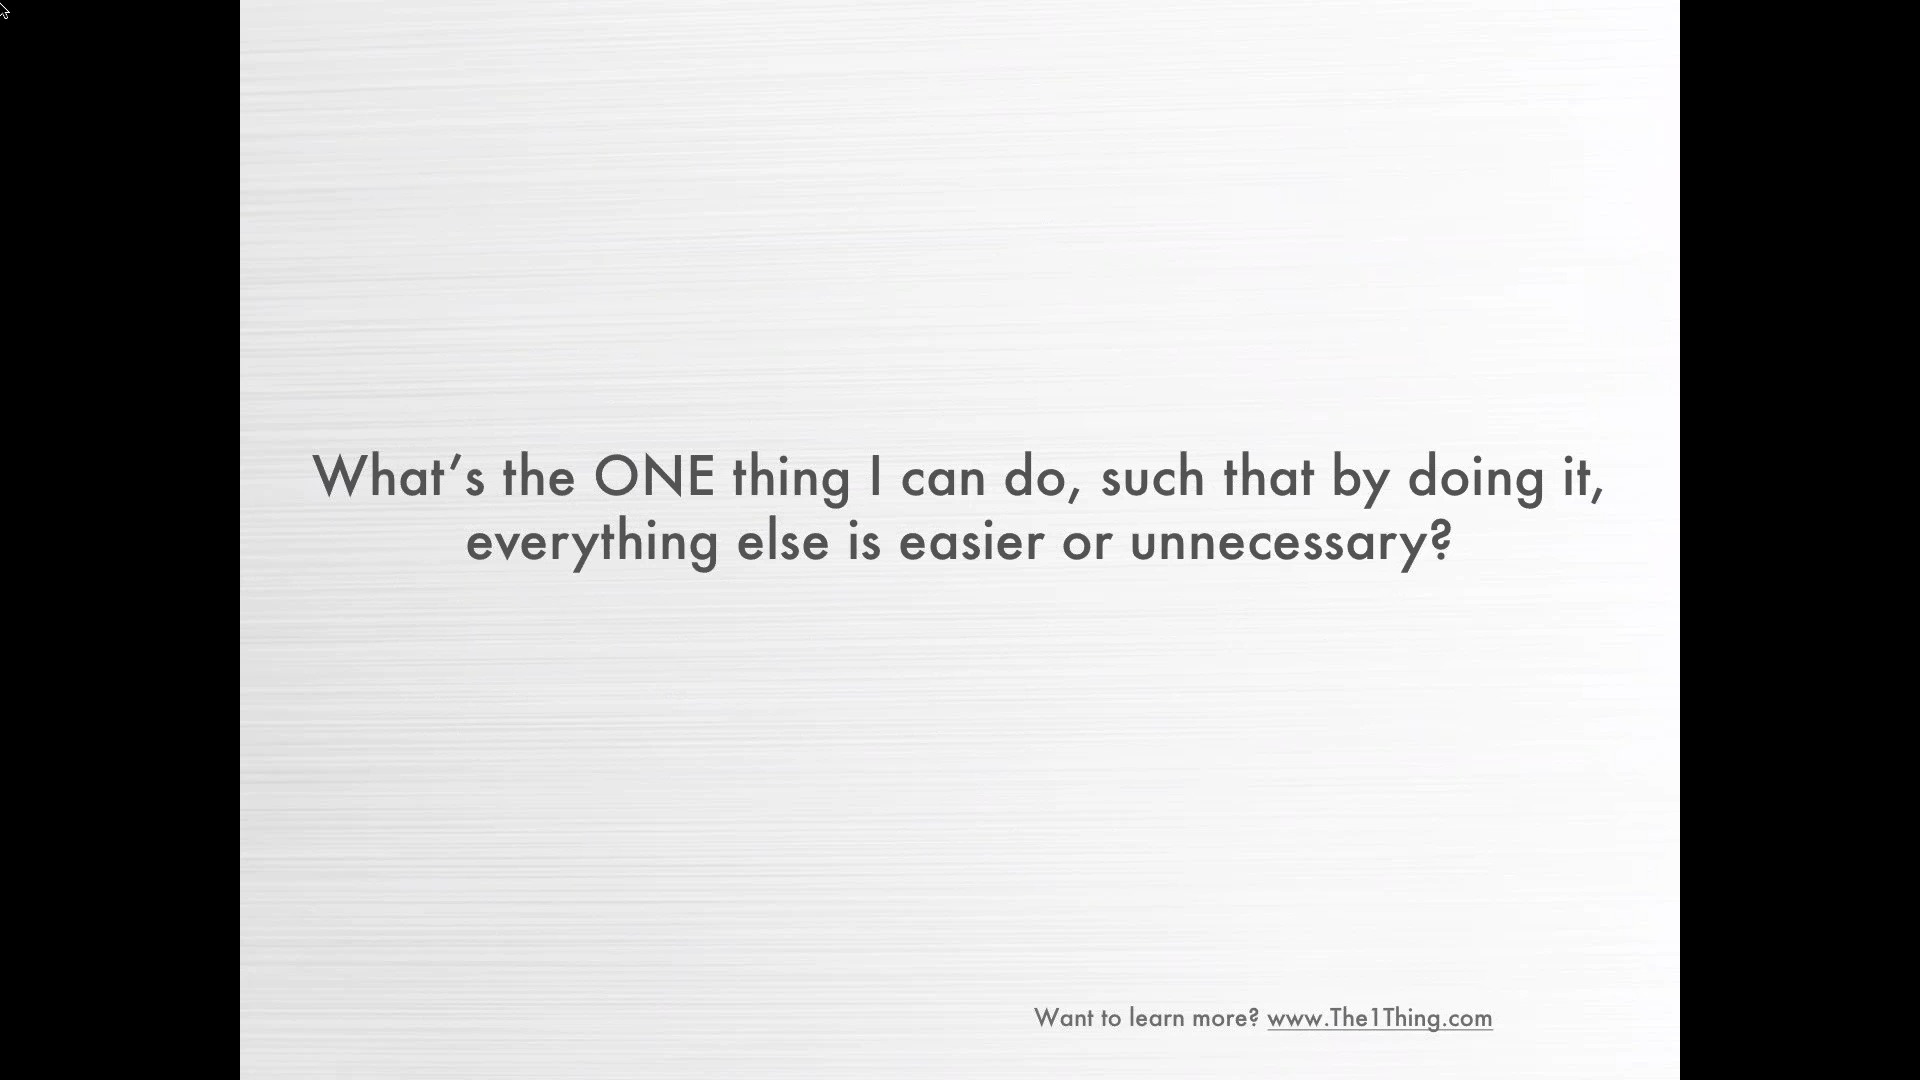 What’s the ONE thing I can do, such that by doing it,
everything else is easier or unnecessary?
Want to learn more? www.The1Thing.com